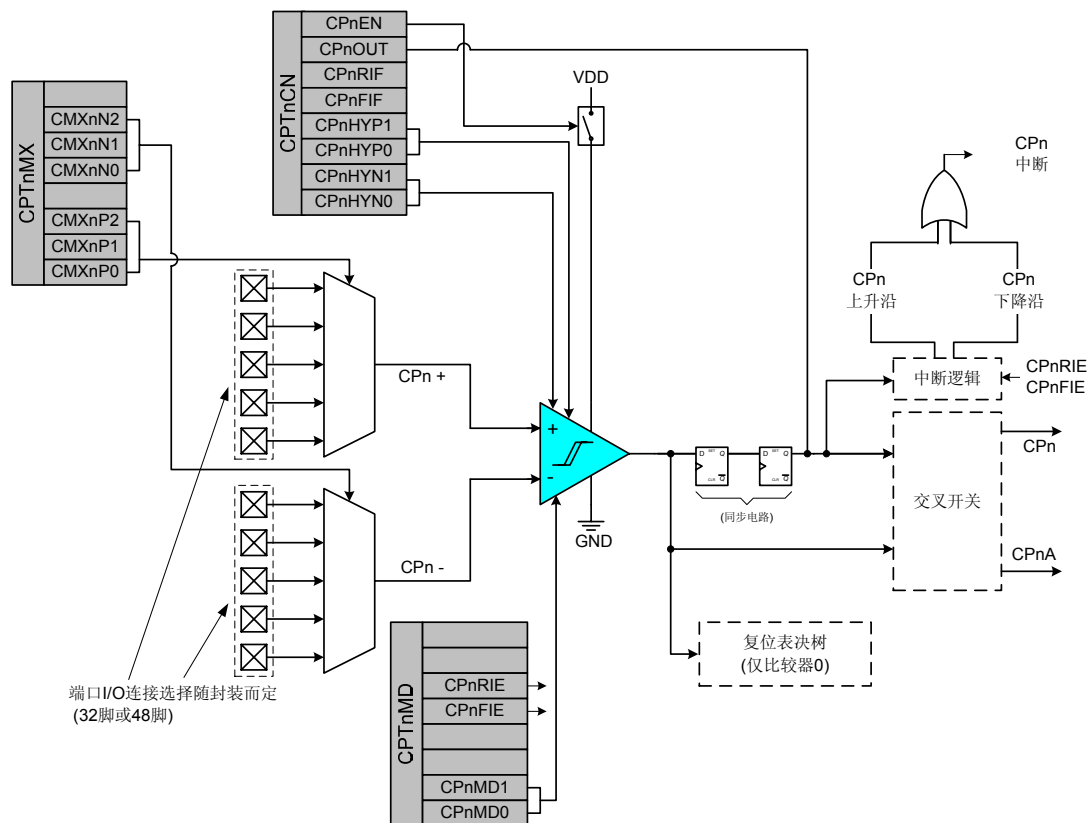 CPTnCN
CPnEN
CPnOUT
CPnRIF
CPnFIF
CPnHYP1
CPnHYP0
CPnHYN1
CPnHYN0
VDD
CPTnMX
CMXnN2
CMXnN1
CMXnN0
CMXnP2
CMXnP1
CMXnP0
CPn
中断
CPn
上升沿
CPn
下降沿
中断逻辑
CPnRIE
CPnFIE
CPn +
+
-
CPn -
GND
D SET Q
CLR Q
D SET Q
CLR Q
(同步电路)
交叉开关
CPn
CPnA
复位表决树
(仅比较器0)
端口I/O连接选择随封装而定
(32脚或48脚)
CPTnMD
CPnRIE
CPnFIE
CPnMD1
CPnMD0